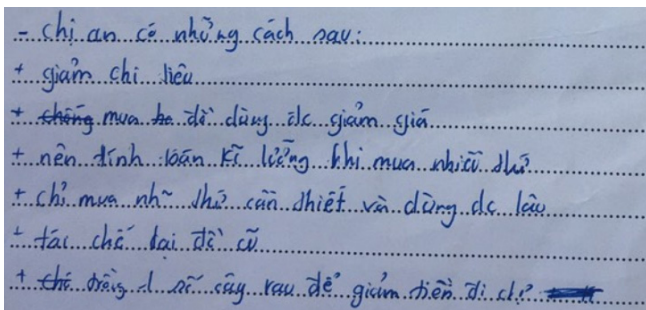 - chị an có những cách sau:
+ giảm chi tiêu
+ chống mua đồ dùng đc giảm giá
+ nên tính toán kĩ lưỡng khi mua nhiều thứ
+ chỉ mua nh~ thứ cần thiết và dùng đc lâu
+ tái chế lại đồ cũ
+ trồng 1 số cây rau để giảm tiền đi chợ